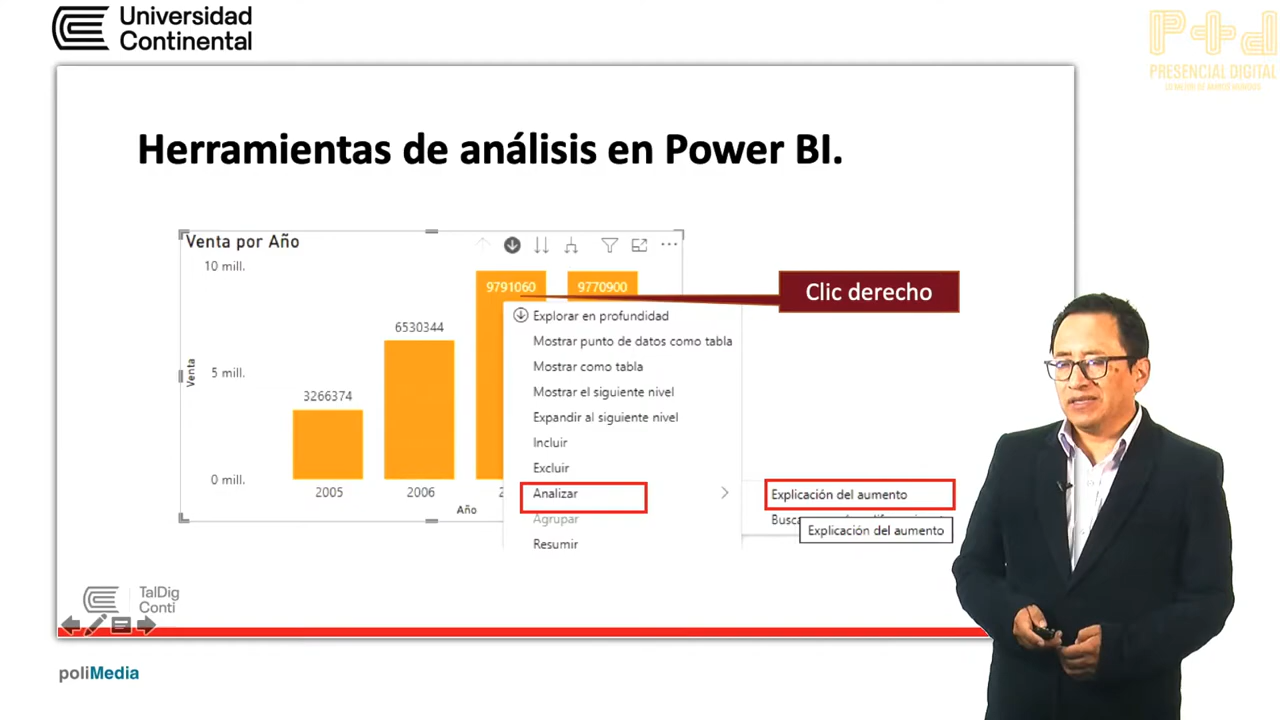 Universidad
Continental
PRESENCIAL DIGITAL
Herramientas de análisis en Power BI.
Venta por Año
10 mill.
9791060
9770900
Clic derecho
Explorar en profundidad
6530344
Mostrar punto de datos como tabla
Mostrar como tabla
Venta
5 mill.
Mostrar el siguiente nivel
3266374
Expandir al siguiente nivel
Incluir
Excluir
0 mill.
2005
2006
2
Analizar
Explicación del aumento
Año
Agrupar
Busca
Explicación del aumento
Resumir
TalDig
Conti
poliMedia